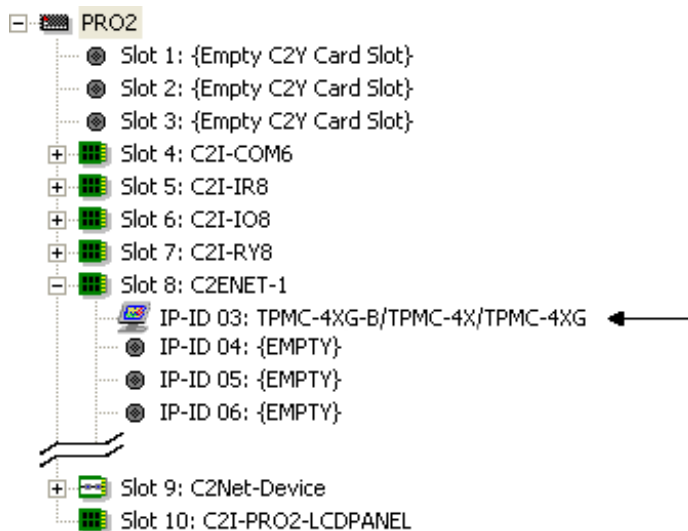 PRO2
Slot 1: {Empty C2Y Card Slot}
Slot 2: {Empty C2Y Card Slot}
Slot 3: {Empty C2Y Card Slot}
Slot 4: C2I-COM6
Slot 5: C2I-IR8
Slot 6: C2I-IO8
Slot 7: C2I-RY8
Slot 8: C2ENET-1
IP-ID 03: TPMC-4XG-B/TPMC-4X/TPMC-4XG
IP-ID 04: {EMPTY}
IP-ID 05: {EMPTY}
IP-ID 06: {EMPTY}
Slot 9: C2Net-Device
Slot 10: C2I-PRO2-LCDPANEL